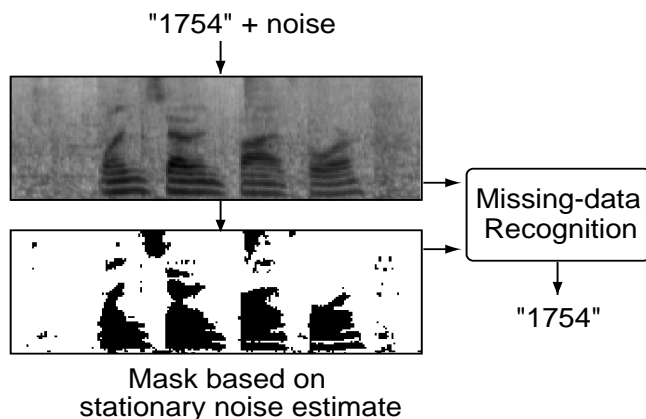 "1754" + noise
Missing-data
Recognition
"1754"
Mask based on
stationary noise estimate